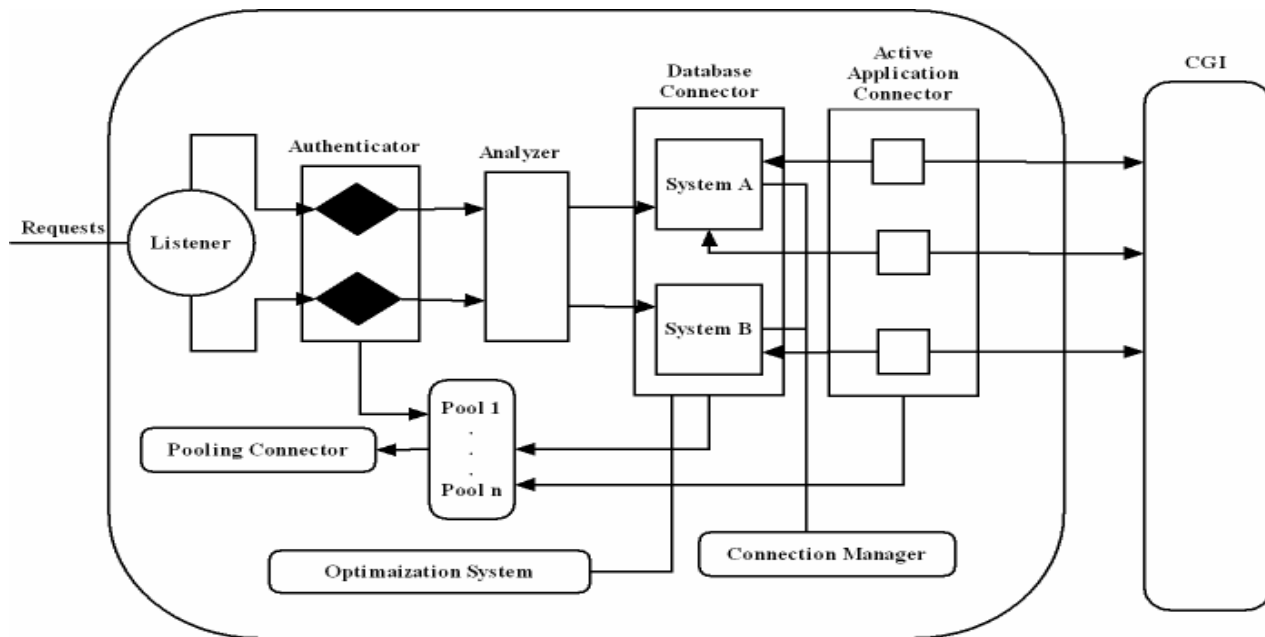 Active
Application
Connector
CGI
Database
Connector
Authenticator
Analyzer
System A
Requests
Listener
System B
Pool 1
.
.
.
Pool n
Pooling Connector
Connection Manager
Optimaization System